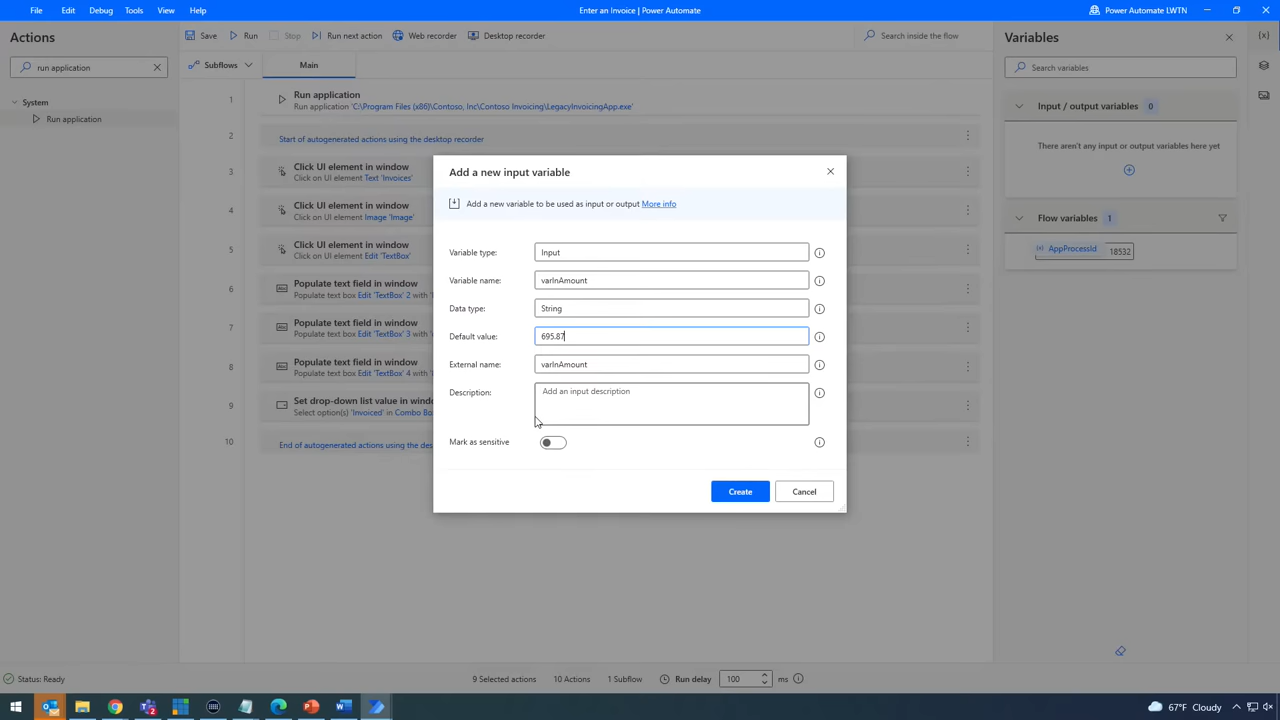 File Edit Debug Tools View Help
Enter an Invoice | Power Automate
Power Automate LWTN
Actions
run application
System
Run application
Save Run Stop Run next action Web recorder Desktop recorder
Search inside the flow
Subflows Main
1 Run application
Run application 'C:\Program Files (x86)\Contoso, Inc\Contoso Invoicing\LegacyInvoicingApp.exe'
2 Start of autogenerated actions using the desktop recorder
3 Click UI element in window
Click on UI element Text 'Invoices'
4 Click UI element in window
Click on UI element Image 'Image'
5 Click UI element in window
Click on UI element Edit 'TextBox'
6 Populate text field in window
Populate text box Edit 'TextBox' 2 with '
7 Populate text field in window
Populate text box Edit 'TextBox' 3 with '
8 Populate text field in window
Populate text box Edit 'TextBox' 4 with '
9 Set drop-down list value in window
Select option(s) 'Invoiced' in Combo Bo
10 End of autogenerated actions using the des
Add a new input variable
Add a new variable to be used as input or output More info
Variable type: Input
Variable name: varInAmount
Data type: String
Default value: 695.87
External name: varInAmount
Description: Add an input description
Mark as sensitive
Create Cancel
Variables
{x}
Search variables
Input / output variables 0
There aren't any input or output variables here yet
Flow variables 1
(x) AppProcessId 18532
Status: Ready
9 Selected actions 10 Actions 1 Subflow Run delay 100 ms
67°F Cloudy